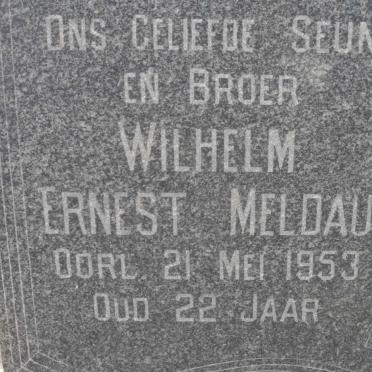 ONS GELIEFDE SEUN
EN BROER
WILHELM
ERNEST MELDAU
OORL. 21 MEI 1953
OUD 22 JAAR